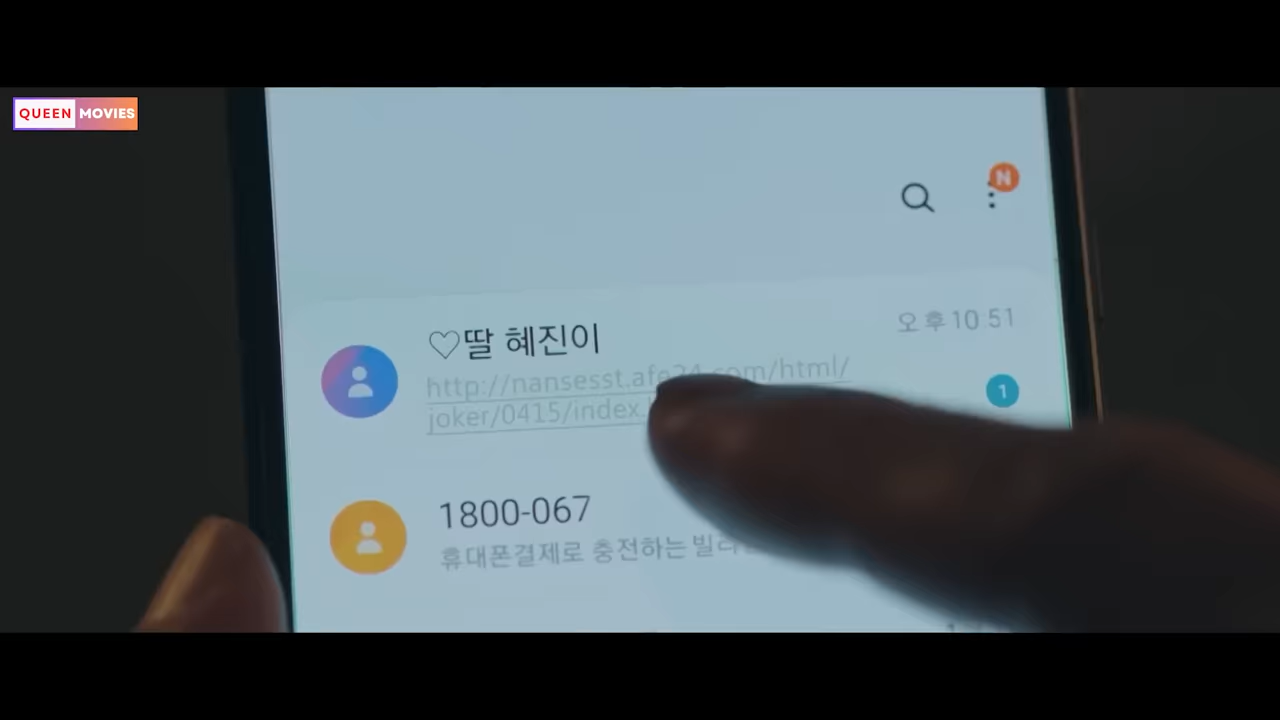 QUEEN MOVIES
♡딸 혜진이
오후 10:51
http://nansesst.afe24.com/html/
joker/0415/index.
1
N
1800-067
휴대폰결제로 충전하는